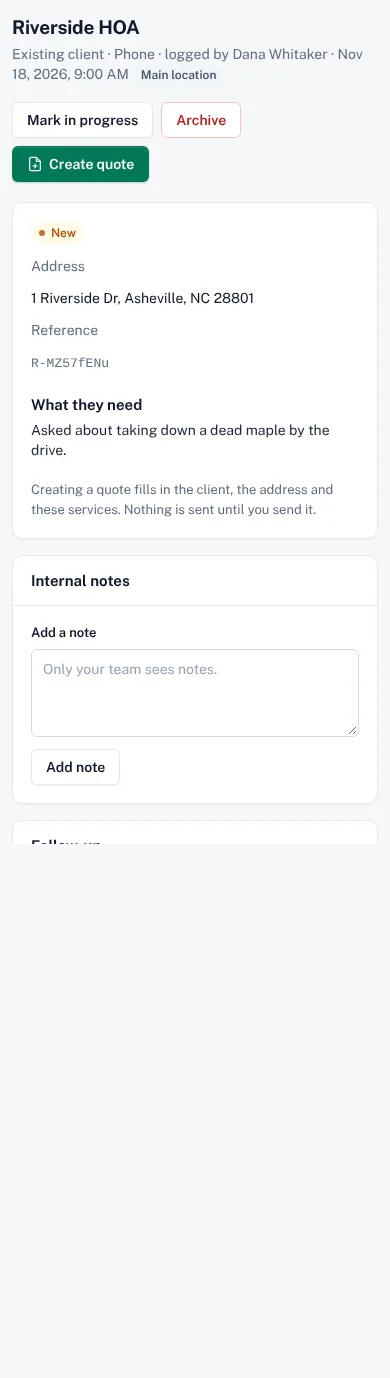 Riverside HOA
Existing client · Phone · logged by Dana Whitaker · Nov
18, 2026, 9:00 AM Main location
Mark in progress
Archive
Create quote
New
Address
1 Riverside Dr, Asheville, NC 28801
Reference
R-MZ57fENu
What they need
Asked about taking down a dead maple by the
drive.
Creating a quote fills in the client, the address and
these services. Nothing is sent until you send it.
Internal notes
Add a note
Only your team sees notes.
Add note